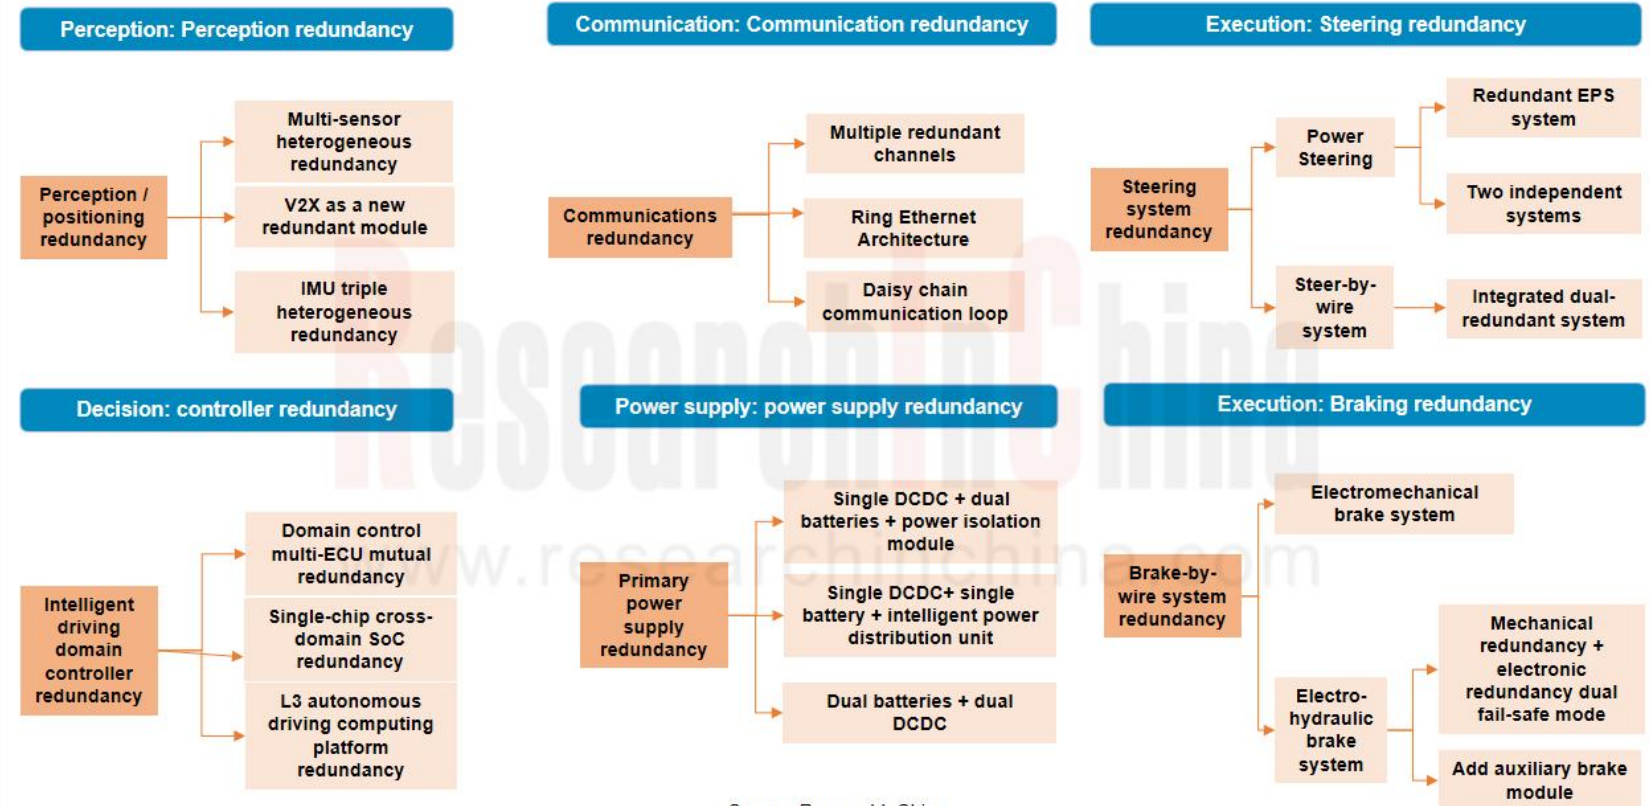 Perception: Perception redundancy
Perception /
positioning
redundancy
Multi-sensor
heterogeneous
redundancy
V2X as a new
redundant module
IMU triple
heterogeneous
redundancy
Communication: Communication redundancy
Communications
redundancy
Multiple redundant
channels
Ring Ethernet
Architecture
Daisy chain
communication loop
Execution: Steering redundancy
Steering
system
redundancy
Power
Steering
Redundant EPS
system
Two independent
systems
Steer-by-
wire
system
Integrated dual-
redundant system
Decision: controller redundancy
Intelligent
driving
domain
controller
redundancy
Domain control
multi-ECU mutual
redundancy
Single-chip cross-
domain SoC
redundancy
L3 autonomous
driving computing
platform
redundancy
Power supply: power supply redundancy
Primary
power
supply
redundancy
Single DCDC + dual
batteries + power isolation
module
Single DCDC+ single
battery + intelligent power
distribution unit
Dual batteries + dual
DCDC
Execution: Braking redundancy
Brake-by-
wire system
redundancy
Electromechanical
brake system
Electro-
hydraulic
brake
system
Mechanical
redundancy +
electronic
redundancy dual
fail-safe mode
Add auxiliary brake
module
ResearchInChina
www.researchinchina.com